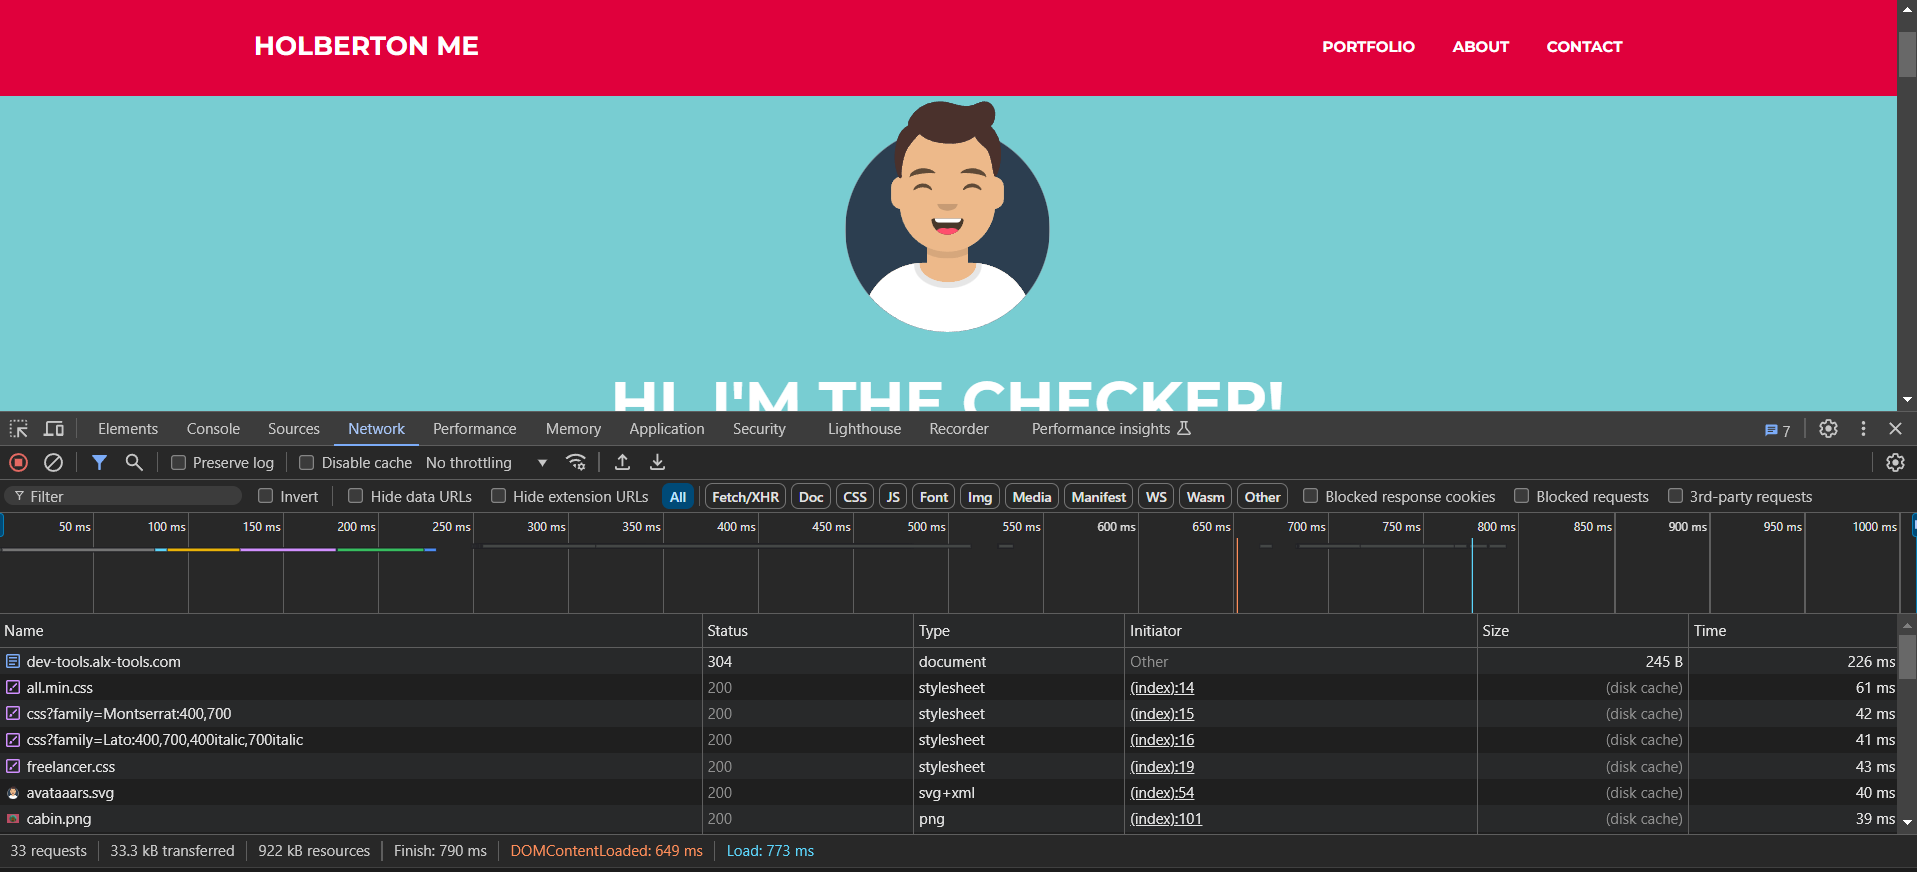 HOLBERTON ME PORTFOLIO ABOUT CONTACT
HI, I'M THE CHECKER!
Elements Console Sources Network Performance Memory Application Security Lighthouse Recorder Performance insights 7
Preserve log Disable cache No throttling
Filter Invert Hide data URLs Hide extension URLs All Fetch/XHR Doc CSS JS Font Img Media Manifest WS Wasm Other Blocked response cookies Blocked requests 3rd-party requests
50 ms 100 ms 150 ms 200 ms 250 ms 300 ms 350 ms 400 ms 450 ms 500 ms 550 ms 600 ms 650 ms 700 ms 750 ms 800 ms 850 ms 900 ms 950 ms 1000 ms
Name Status Type Initiator Size Time
dev-tools.alx-tools.com 304 document Other 245 B 226 ms
all.min.css 200 stylesheet (index):14 (disk cache) 61 ms
css?family=Montserrat:400,700 200 stylesheet (index):15 (disk cache) 42 ms
css?family=Lato:400,700,400italic,700italic 200 stylesheet (index):16 (disk cache) 41 ms
freelancer.css 200 stylesheet (index):19 (disk cache) 43 ms
avataaars.svg 200 svg+xml (index):54 (disk cache) 40 ms
cabin.png 200 png (index):101 (disk cache) 39 ms
33 requests 33.3 kB transferred 922 kB resources Finish: 790 ms DOMContentLoaded: 649 ms Load: 773 ms